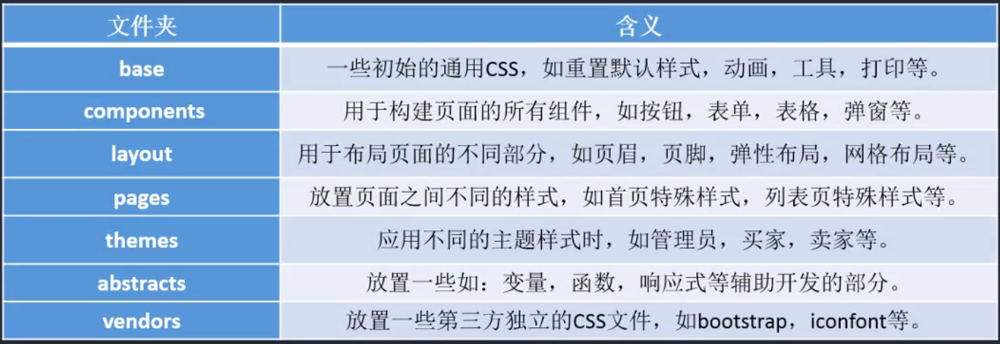 文件夹 含义
base 一些初始的通用CSS，如重置默认样式，动画，工具，打印等。
components 用于构建页面的所有组件，如按钮，表单，表格，弹窗等。
layout 用于布局页面的不同部分，如页眉，页脚，弹性布局，网格布局等。
pages 放置页面之间不同的样式，如首页特殊样式，列表页特殊样式等。
themes 应用不同的主题样式时，如管理员，买家，卖家等。
abstracts 放置一些如：变量，函数，响应式等辅助开发的部分。
vendors 放置一些第三方独立的CSS文件，如bootstrap，iconfont等。